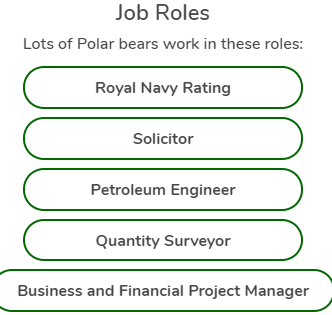 Job Roles
Lots of Polar bears work in these roles:
Royal Navy Rating
Solicitor
Petroleum Engineer
Quantity Surveyor
Business and Financial Project Manager